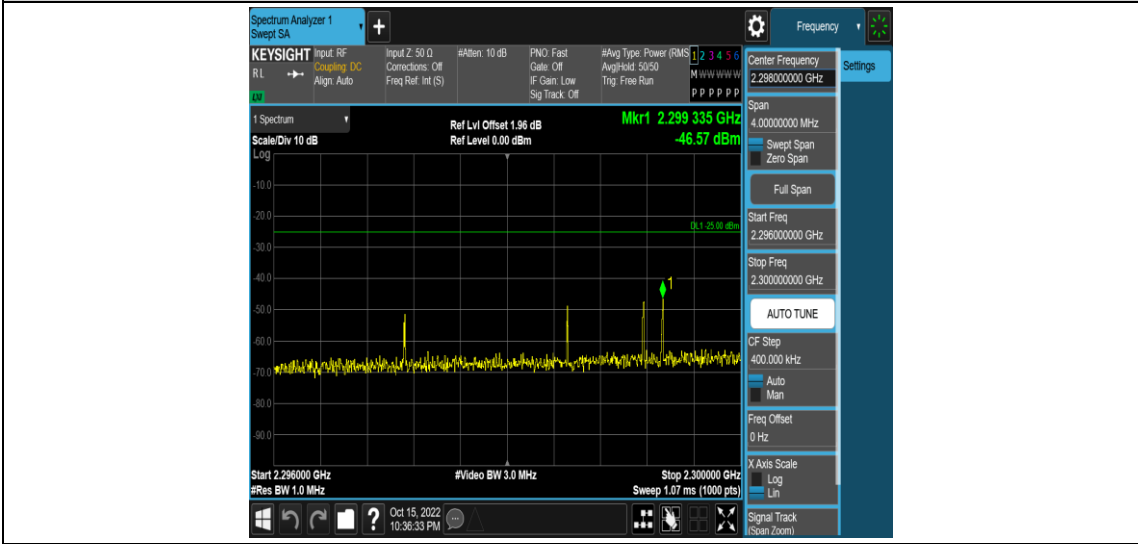 Spectrum Analyzer 1
Swept SA
+
Frequency
KEYSIGHT
RL
Input: RF
Coupling: DC
Align: Auto
Input Z: 50 Ω
Corrections: Off
Freq Ref: Int (S)
#Atten: 10 dB
PNO: Fast
Gate: Off
IF Gain: Low
Sig Track: Off
#Avg Type: Power (RMS
Avg|Hold: 50/50
Trig: Free Run
1 2 3 4 5 6
M W W W W W
P P P P P P
1 Spectrum
Scale/Div 10 dB
Log
Ref Lvl Offset 1.96 dB
Ref Level 0.00 dBm
Mkr1 2.299 335 GHz
-46.57 dBm
-10.0
-20.0
DL1 -25.00 dBm
-30.0
-40.0
1
-50.0
-60.0
-70.0
-80.0
-90.0
Start 2.296000 GHz
#Res BW 1.0 MHz
#Video BW 3.0 MHz
Stop 2.300000 GHz
Sweep 1.07 ms (1000 pts)
?
Oct 15, 2022
10:36:33 PM
Center Frequency
2.298000000 GHz
Settings
Span
4.00000000 MHz
Swept Span
Zero Span
Full Span
Start Freq
2.296000000 GHz
Stop Freq
2.300000000 GHz
AUTO TUNE
CF Step
400.000 kHz
Auto
Man
Freq Offset
0 Hz
X Axis Scale
Log
Lin
Signal Track
(Span Zoom)